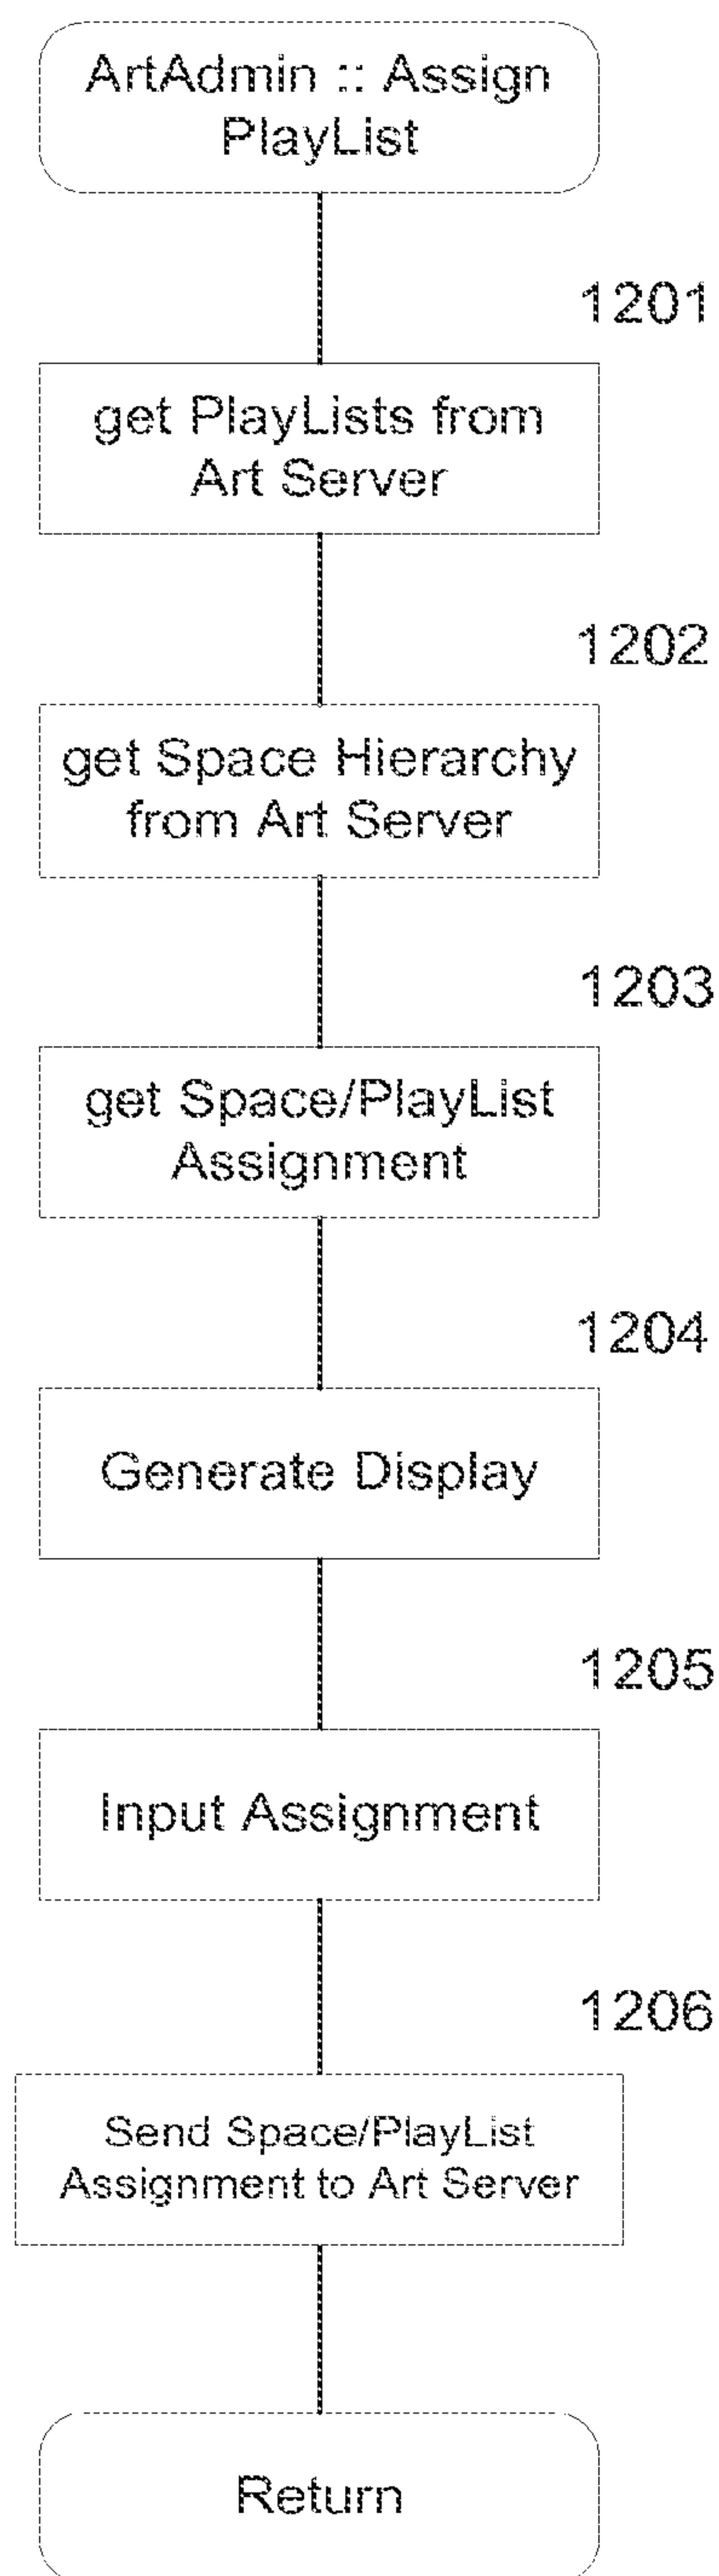 ArtAdmin :: Assign
PlayList
1201
get PlayLists from
Art Server
1202
get Space Hierarchy
from Art Server
1203
get Space/PlayList
Assignment
1204
Generate Display
1205
Input Assignment
1206
Send Space/PlayList
Assignment to Art Server
Return